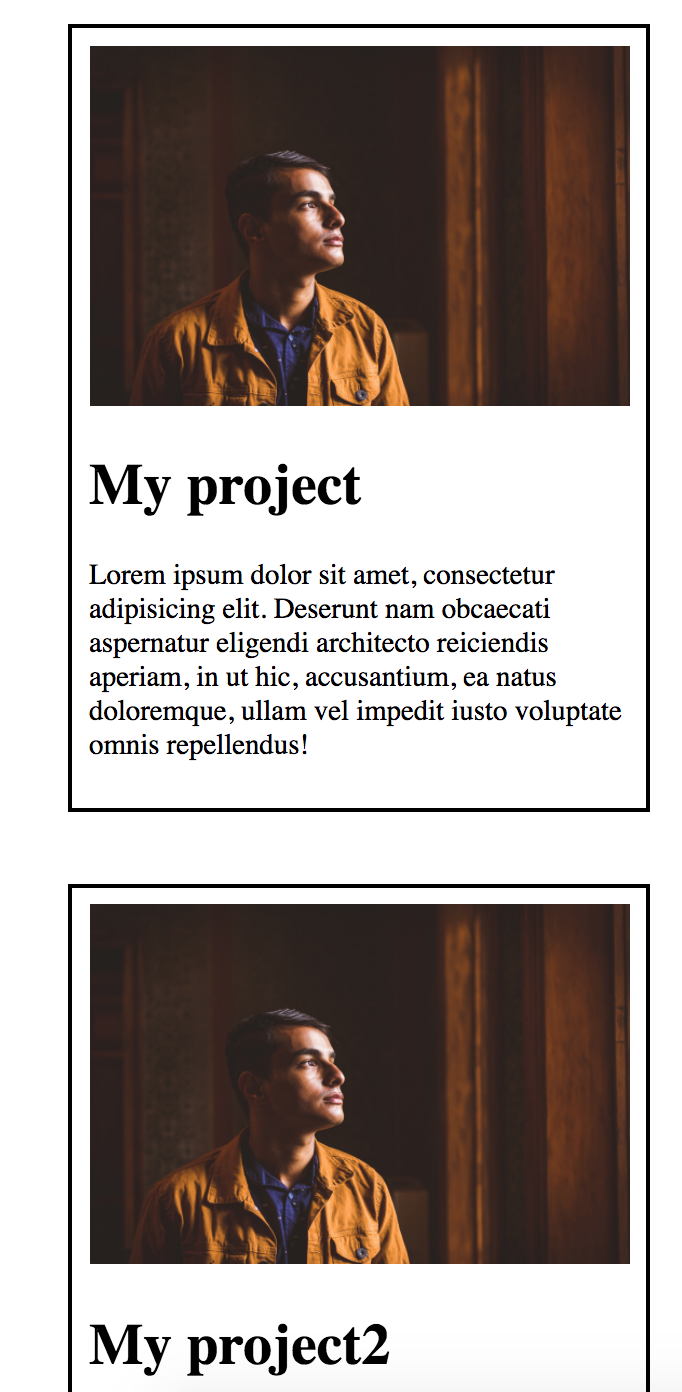 My project
Lorem ipsum dolor sit amet, consectetur
adipisicing elit. Deserunt nam obcaecati
aspernatur eligendi architecto reiciendis
aperiam, in ut hic, accusantium, ea natus
doloremque, ullam vel impedit iusto voluptate
omnis repellendus!
My project2